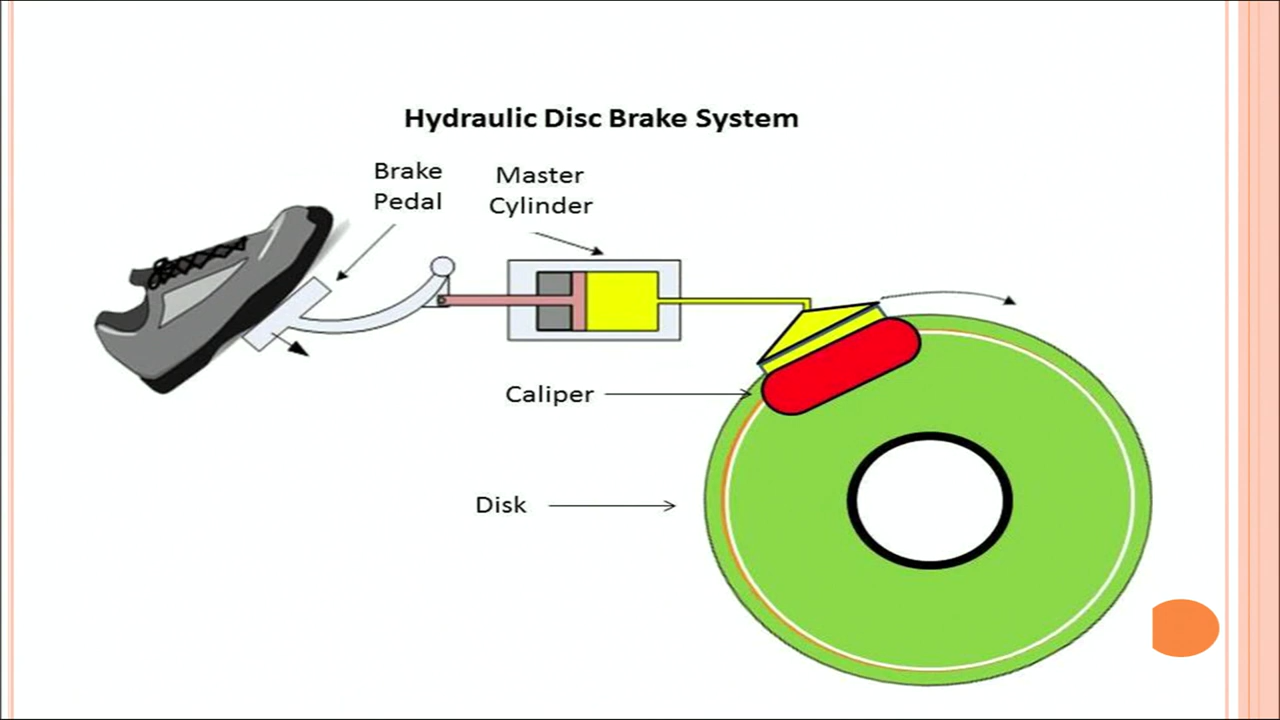 Hydraulic Disc Brake System
Brake
Pedal
Master
Cylinder
Caliper
Disk